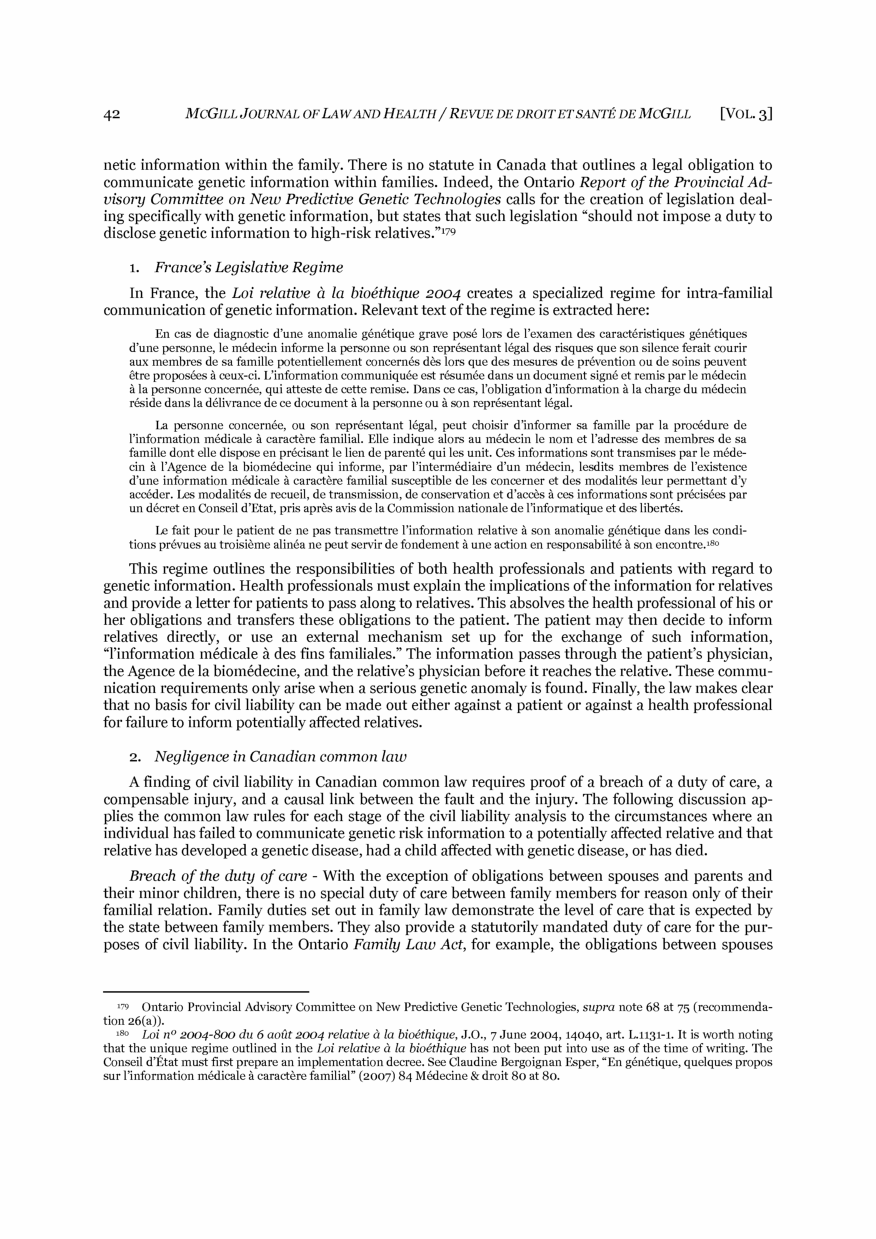 42 MCGILL JOURNAL OF LAW AND HEALTH / REVUE DE DROIT ET SANTÉ DE MCGILL [VOL. 3]
netic information within the family. There is no statute in Canada that outlines a legal obligation to
communicate genetic information within families. Indeed, the Ontario Report of the Provincial Ad-
visory Committee on New Predictive Genetic Technologies calls for the creation of legislation deal-
ing specifically with genetic information, but states that such legislation “should not impose a duty to
disclose genetic information to high-risk relatives.”179
1. France’s Legislative Regime
In France, the Loi relative à la bioéthique 2004 creates a specialized regime for intra-familial
communication of genetic information. Relevant text of the regime is extracted here:
En cas de diagnostic d’une anomalie génétique grave posé lors de l’examen des caractéristiques génétiques
d’une personne, le médecin informe la personne ou son représentant légal des risques que son silence ferait courir
aux membres de sa famille potentiellement concernés dès lors que des mesures de prévention ou de soins peuvent
être proposées à ceux-ci. L’information communiquée est résumée dans un document signé et remis par le médecin
à la personne concernée, qui atteste de cette remise. Dans ce cas, l’obligation d’information à la charge du médecin
réside dans la délivrance de ce document à la personne ou à son représentant légal.
La personne concernée, ou son représentant légal, peut choisir d’informer sa famille par la procédure de
l’information médicale à caractère familial. Elle indique alors au médecin le nom et l’adresse des membres de sa
famille dont elle dispose en précisant le lien de parenté qui les unit. Ces informations sont transmises par le méde-
cin à l’Agence de la biomédecine qui informe, par l’intermédiaire d’un médecin, lesdits membres de l’existence
d’une information médicale à caractère familial susceptible de les concerner et des modalités leur permettant d’y
accéder. Les modalités de recueil, de transmission, de conservation et d’accès à ces informations sont précisées par
un décret en Conseil d’Etat, pris après avis de la Commission nationale de l’informatique et des libertés.
Le fait pour le patient de ne pas transmettre l’information relative à son anomalie génétique dans les condi-
tions prévues au troisième alinéa ne peut servir de fondement à une action en responsabilité à son encontre.180
This regime outlines the responsibilities of both health professionals and patients with regard to
genetic information. Health professionals must explain the implications of the information for relatives
and provide a letter for patients to pass along to relatives. This absolves the health professional of his or
her obligations and transfers these obligations to the patient. The patient may then decide to inform
relatives directly, or use an external mechanism set up for the exchange of such information,
“l’information médicale à des fins familiales.” The information passes through the patient’s physician,
the Agence de la biomédecine, and the relative’s physician before it reaches the relative. These commu-
nication requirements only arise when a serious genetic anomaly is found. Finally, the law makes clear
that no basis for civil liability can be made out either against a patient or against a health professional
for failure to inform potentially affected relatives.
2. Negligence in Canadian common law
A finding of civil liability in Canadian common law requires proof of a breach of a duty of care, a
compensable injury, and a causal link between the fault and the injury. The following discussion ap-
plies the common law rules for each stage of the civil liability analysis to the circumstances where an
individual has failed to communicate genetic risk information to a potentially affected relative and that
relative has developed a genetic disease, had a child affected with genetic disease, or has died.
Breach of the duty of care - With the exception of obligations between spouses and parents and
their minor children, there is no special duty of care between family members for reason only of their
familial relation. Family duties set out in family law demonstrate the level of care that is expected by
the state between family members. They also provide a statutorily mandated duty of care for the pur-
poses of civil liability. In the Ontario Family Law Act, for example, the obligations between spouses
179 Ontario Provincial Advisory Committee on New Predictive Genetic Technologies, supra note 68 at 75 (recommenda-
tion 26(a)).
180 Loi nº 2004-800 du 6 août 2004 relative à la bioéthique, J.O., 7 June 2004, 14040, art. L.1131-1. It is worth noting
that the unique regime outlined in the Loi relative à la bioéthique has not been put into use as of the time of writing. The
Conseil d’État must first prepare an implementation decree. See Claudine Bergoignan Esper, “En génétique, quelques propos
sur l’information médicale à caractère familial” (2007) 84 Médecine & droit 80 at 80.